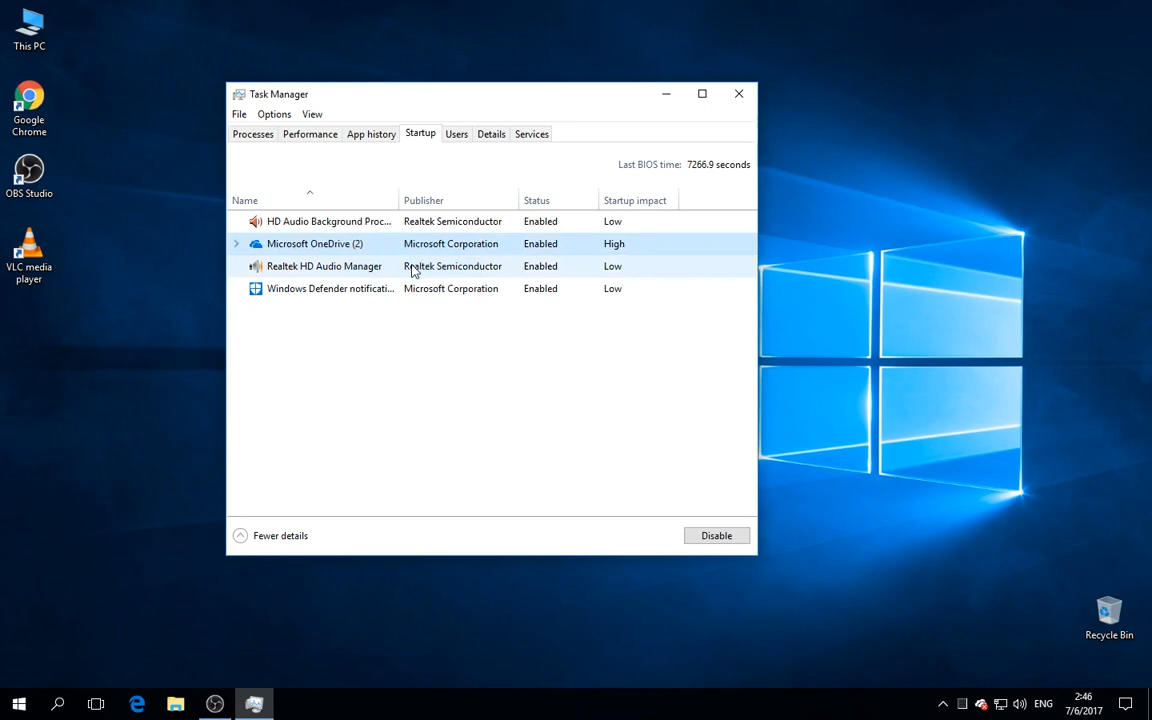 This PC
Google
Chrome
OBS Studio
VLC media
player
Task Manager
File Options View
Processes Performance App history Startup Users Details Services
Last BIOS time: 7266.9 seconds
Name Publisher Status Startup impact
HD Audio Background Proc... Realtek Semiconductor Enabled Low
Microsoft OneDrive (2) Microsoft Corporation Enabled High
Realtek HD Audio Manager Realtek Semiconductor Enabled Low
Windows Defender notificati... Microsoft Corporation Enabled Low
Fewer details Disable
Recycle Bin
ENG
2:46
7/6/2017